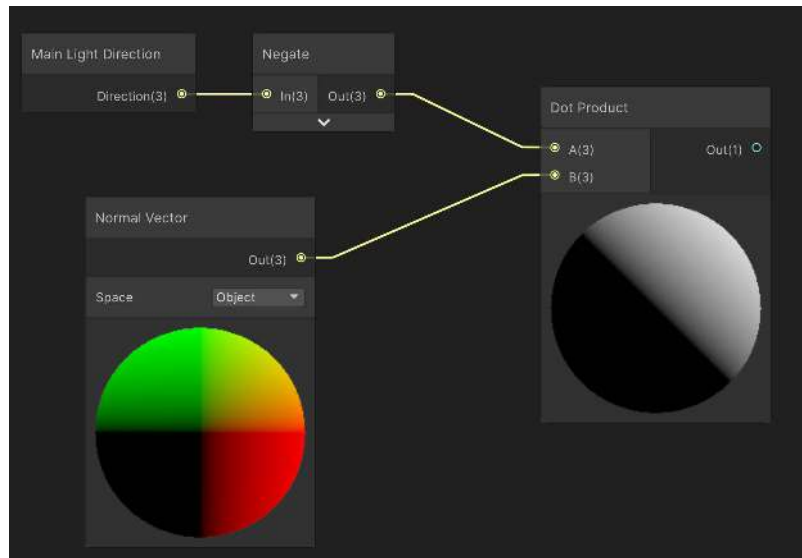 Main Light Direction
Direction(3)
Negate
In(3)
Out(3)
Dot Product
A(3)
Out(1)
B(3)
Normal Vector
Out(3)
Space
Object